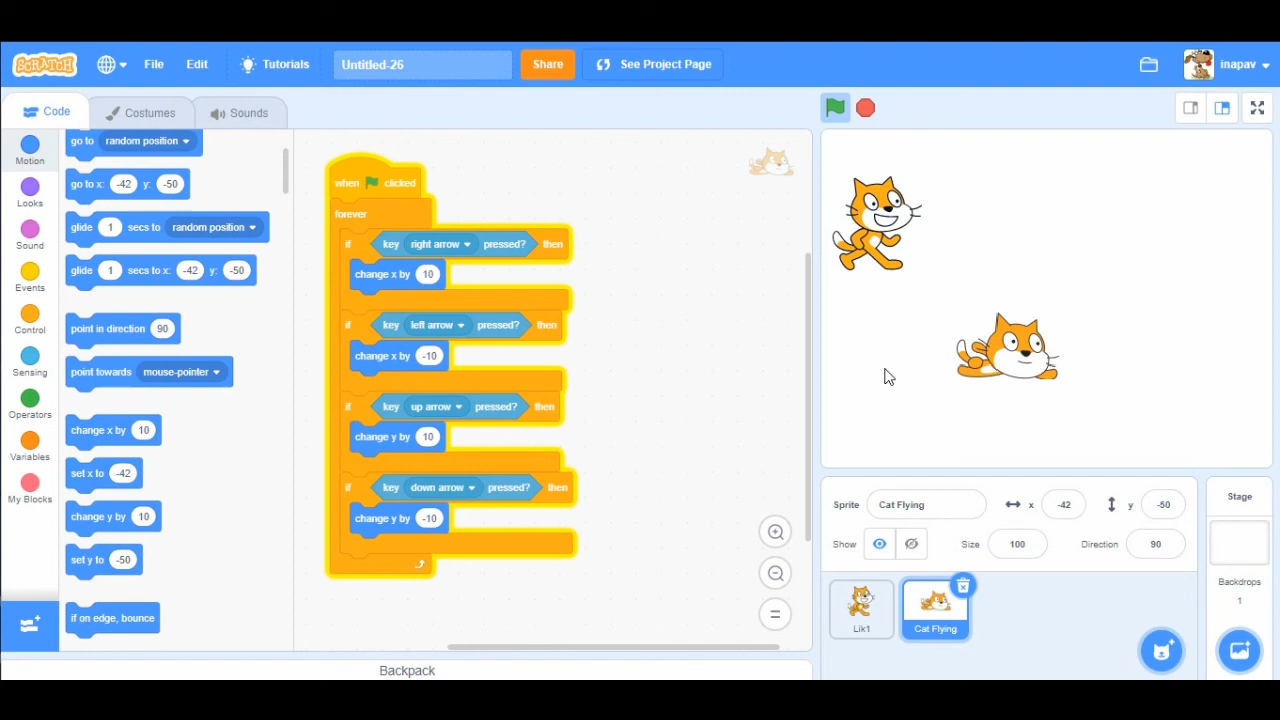 SCRATCH
File
Edit
Tutorials
Untitled-26
Share
See Project Page
inapav
Code
Costumes
Sounds
Motion
Looks
Sound
Events
Control
Sensing
Operators
Variables
My Blocks
go to random position
go to x: -42 y: -50
glide 1 secs to random position
glide 1 secs to x: -42 y: -50
point in direction 90
point towards mouse-pointer
change x by 10
set x to -42
change y by 10
set y to -50
if on edge, bounce
when clicked
forever
if key right arrow pressed? then
change x by 10
if key left arrow pressed? then
change x by -10
if key up arrow pressed? then
change y by 10
if key down arrow pressed? then
change y by -10
Backpack
Sprite Cat Flying x -42 y -50
Show Size 100 Direction 90
Lik1
Cat Flying
Stage
Backdrops
1